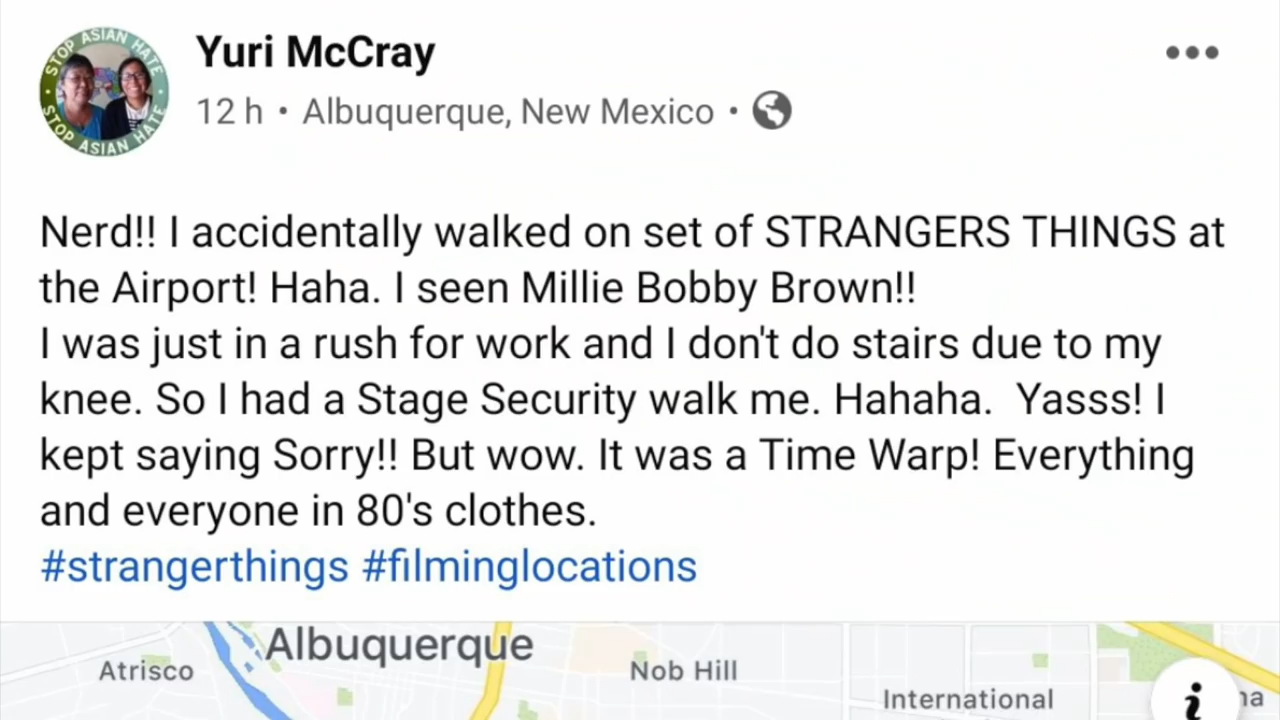 STOP ASIAN HATE
STOP ASIAN HATE
Yuri McCray
12 h • Albuquerque, New Mexico •
Nerd!! I accidentally walked on set of STRANGERS THINGS at
the Airport! Haha. I seen Millie Bobby Brown!!
I was just in a rush for work and I don't do stairs due to my
knee. So I had a Stage Security walk me. Hahaha.  Yasss! I
kept saying Sorry!! But wow. It was a Time Warp! Everything
and everyone in 80's clothes.
#strangerthings #filminglocations
Albuquerque
Atrisco
Nob Hill
International
i
na